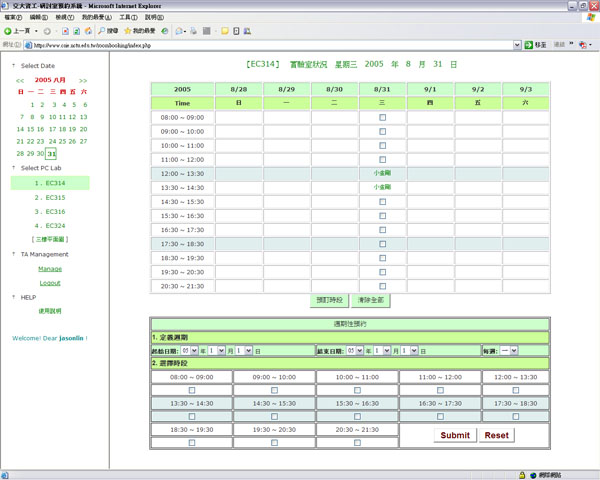 交大資工-研討室預約系統 - Microsoft Internet Explorer
檔案(F) 編輯(E) 檢視(V) 我的最愛(A) 工具(T) 說明(H)
上一頁 搜尋 我的最愛
網址(D) 移至 連結
Select Date
<< 2005 八月 >>
日 一 二 三 四 五 六
1 2 3 4 5 6
7 8 9 10 11 12 13
14 15 16 17 18 19 20
21 22 23 24 25 26 27
28 29 30 31
Select PC Lab
1 . EC314
2 . EC315
3 . EC316
4 . EC324
[ 三樓平面圖 ]
TA Management
Manage
Logout
HELP
使用說明
Welcome! Dear jasonlin !
[EC314] 實驗室狀況 星期三 2005 年 8 月 31 日
2005 8/28 8/29 8/30 8/31 9/1 9/2 9/3
Time 日 一 二 三 四 五 六
08:00 ~ 09:00
09:00 ~ 10:00
10:00 ~ 11:00
11:00 ~ 12:00
12:00 ~ 13:30 小金剛
13:30 ~ 14:30 小金剛
14:30 ~ 15:30
15:30 ~ 16:30
16:30 ~ 17:30
17:30 ~ 18:30
18:30 ~ 19:30
19:30 ~ 20:30
20:30 ~ 21:30
預訂時段 清除全部
週期性預約
1. 定義週期
起始日期: 05 年 1 月 1 日 結束日期: 05 年 1 月 1 日 每週: 一
2. 選擇時段
08:00 ~ 09:00 09:00 ~ 10:00 10:00 ~ 11:00 11:00 ~ 12:00 12:00 ~ 13:30
13:30 ~ 14:30 14:30 ~ 15:30 15:30 ~ 16:30 16:30 ~ 17:30 17:30 ~ 18:30
18:30 ~ 19:30 19:30 ~ 20:30 20:30 ~ 21:30
Submit Reset
網際網路